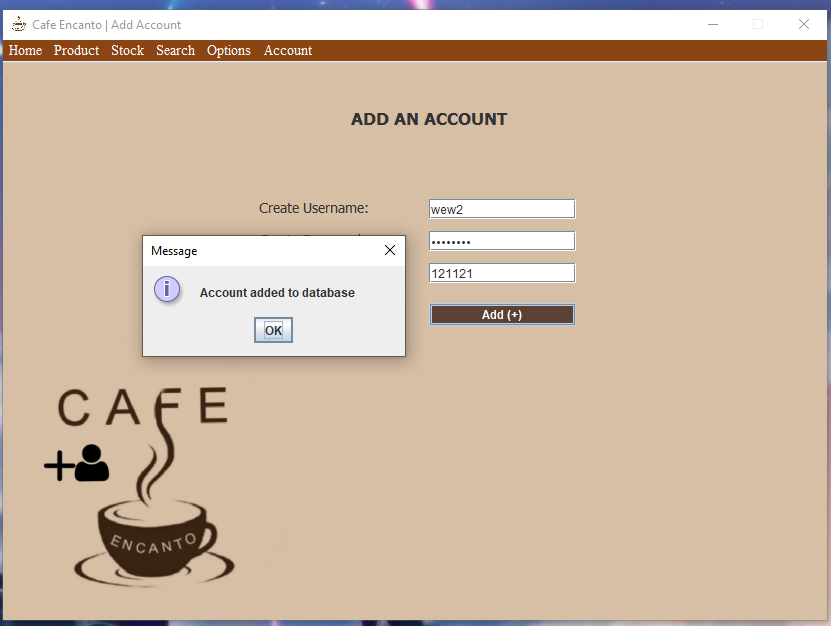 Cafe Encanto | Add Account
Home Product Stock Search Options Account
ADD AN ACCOUNT
Create Username:
wew2
••••••••
121121
Add (+)
Message
Account added to database
OK
CAFE
ENCANTO